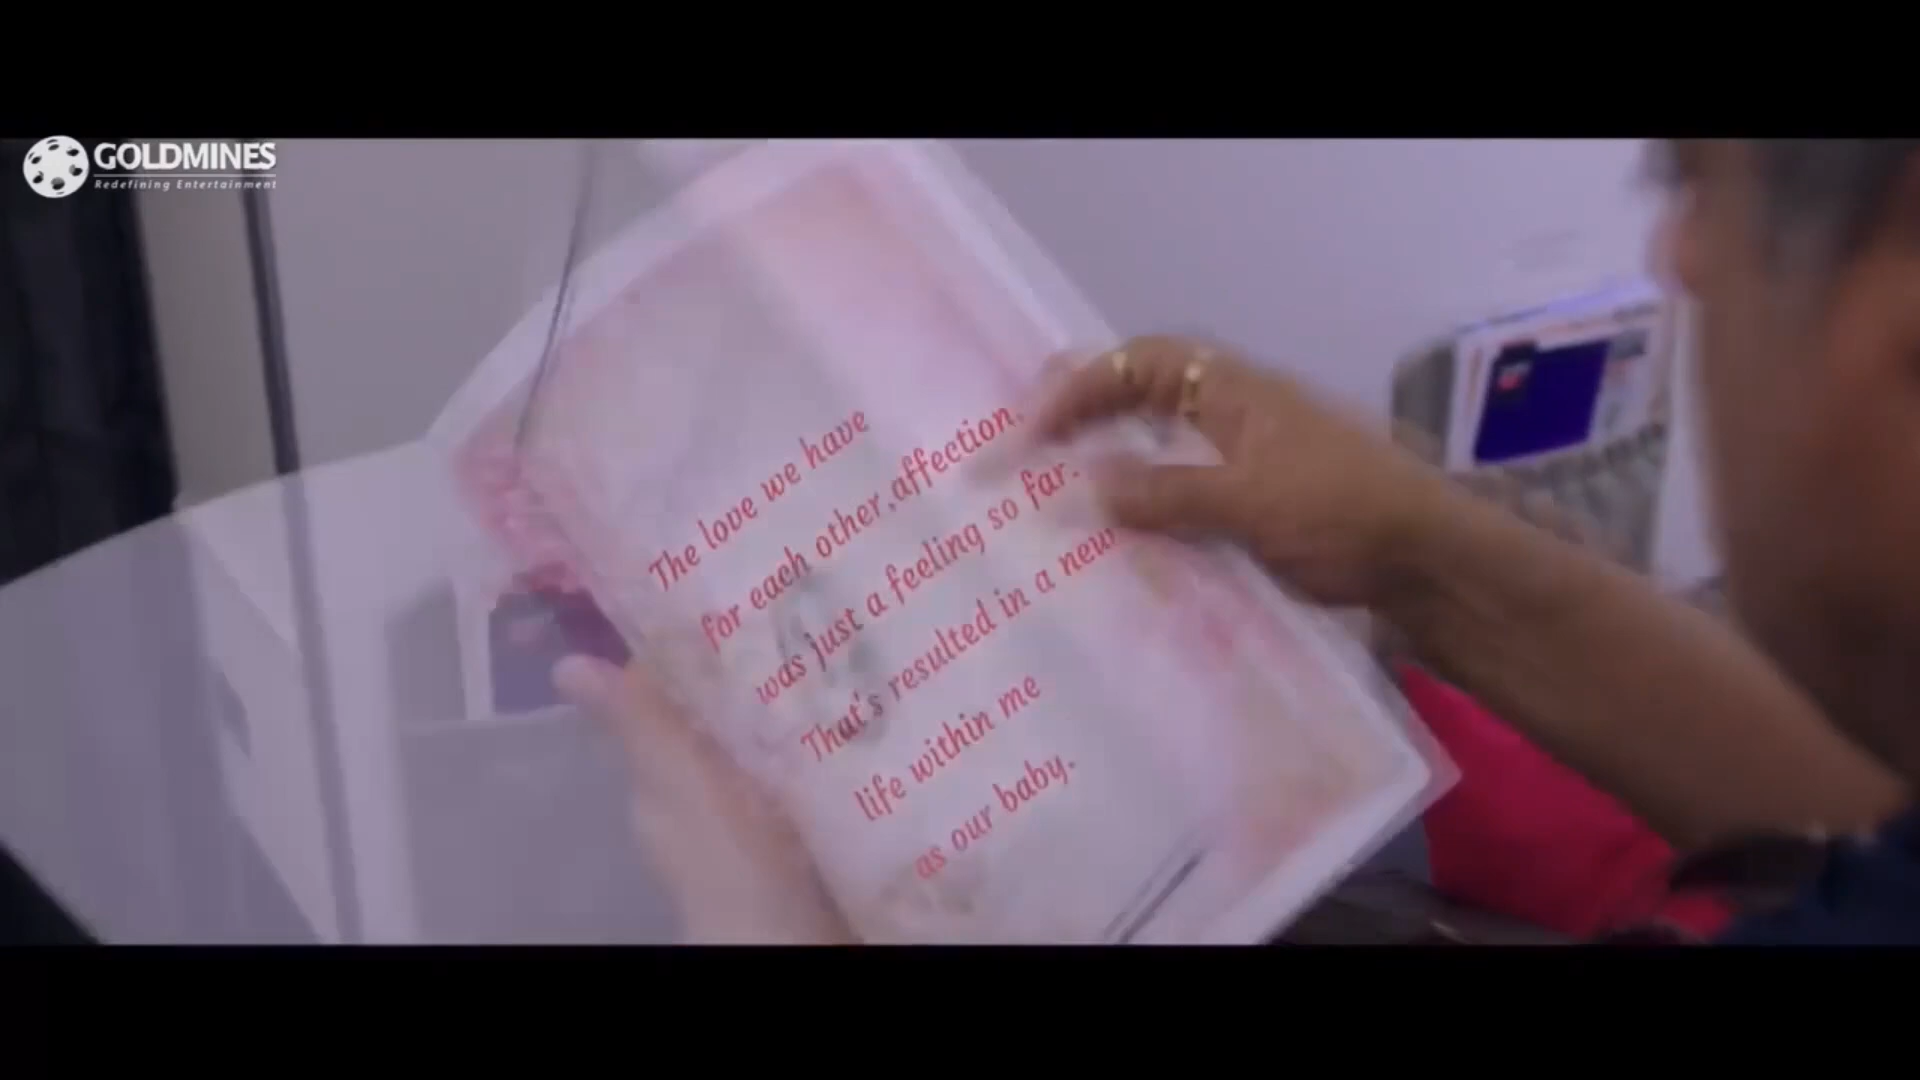 GOLDMINES
Redefining Entertainment
The love we have
for each other,affection,
was just a feeling so far.
That's resulted in a new
life within me
as our baby.